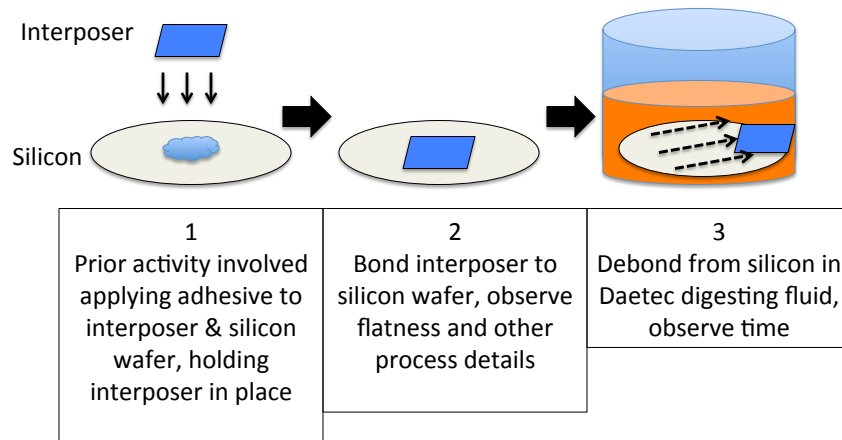 Interposer
Silicon
1
Prior activity involved
applying adhesive to
interposer & silicon
wafer, holding
interposer in place
2
Bond interposer to
silicon wafer, observe
flatness and other
process details
3
Debond from silicon in
Daetec digesting fluid,
observe time